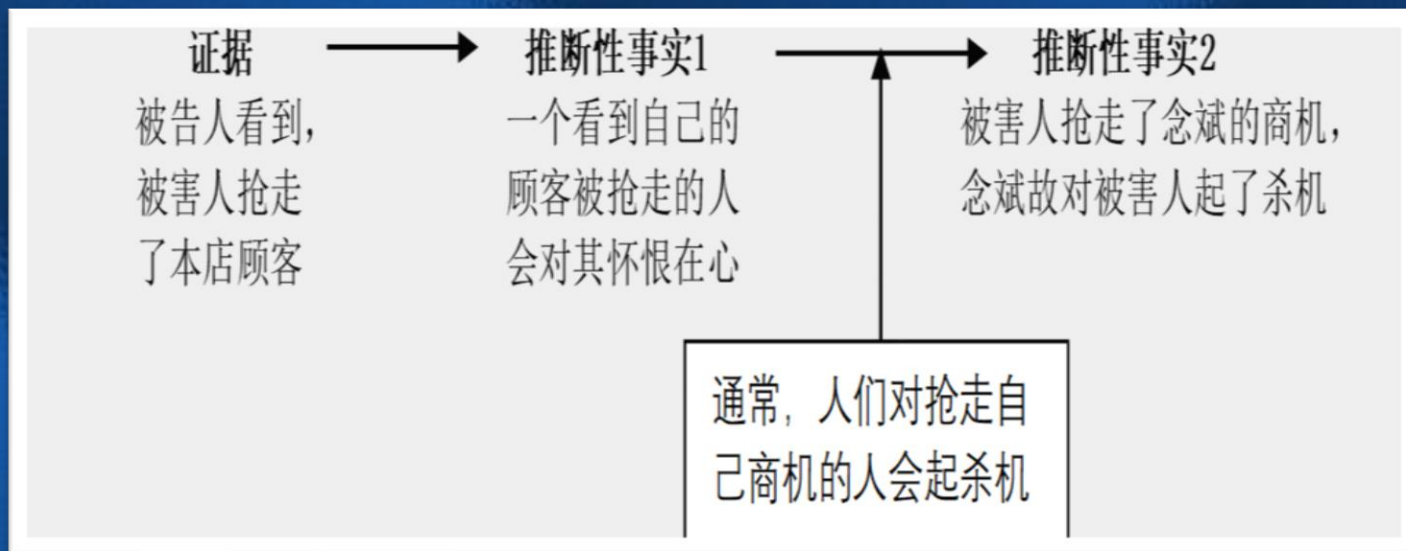 证据
被告人看到，
被害人抢走
了本店顾客
推断性事实1
一个看到自己的
顾客被抢走的人
会对其怀恨在心
推断性事实2
被害人抢走了念斌的商机，
念斌故对被害人起了杀机
通常，人们对抢走自
己商机的人会起杀机